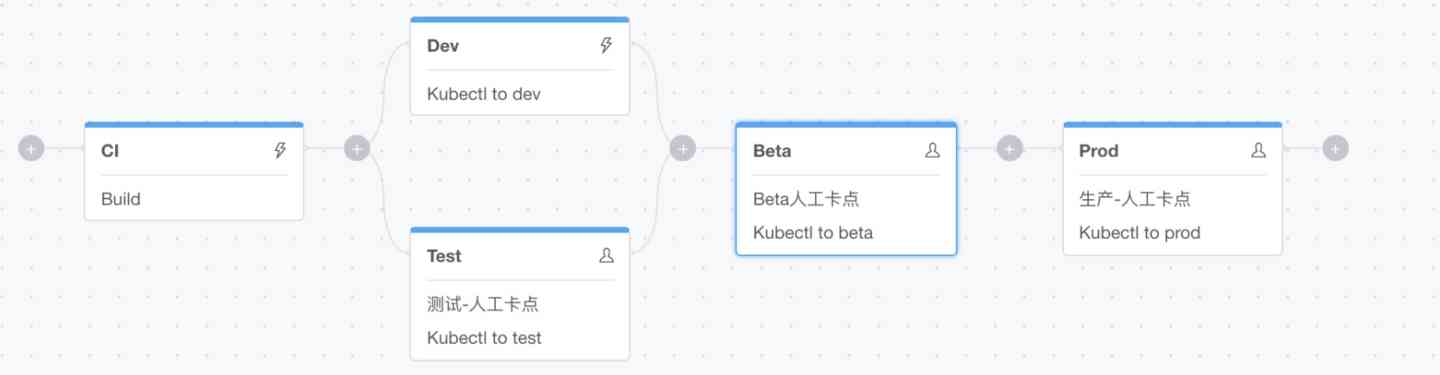 CI
Build
Dev
Kubectl to dev
Test
测试-人工卡点
Kubectl to test
Beta
Beta人工卡点
Kubectl to beta
Prod
生产-人工卡点
Kubectl to prod